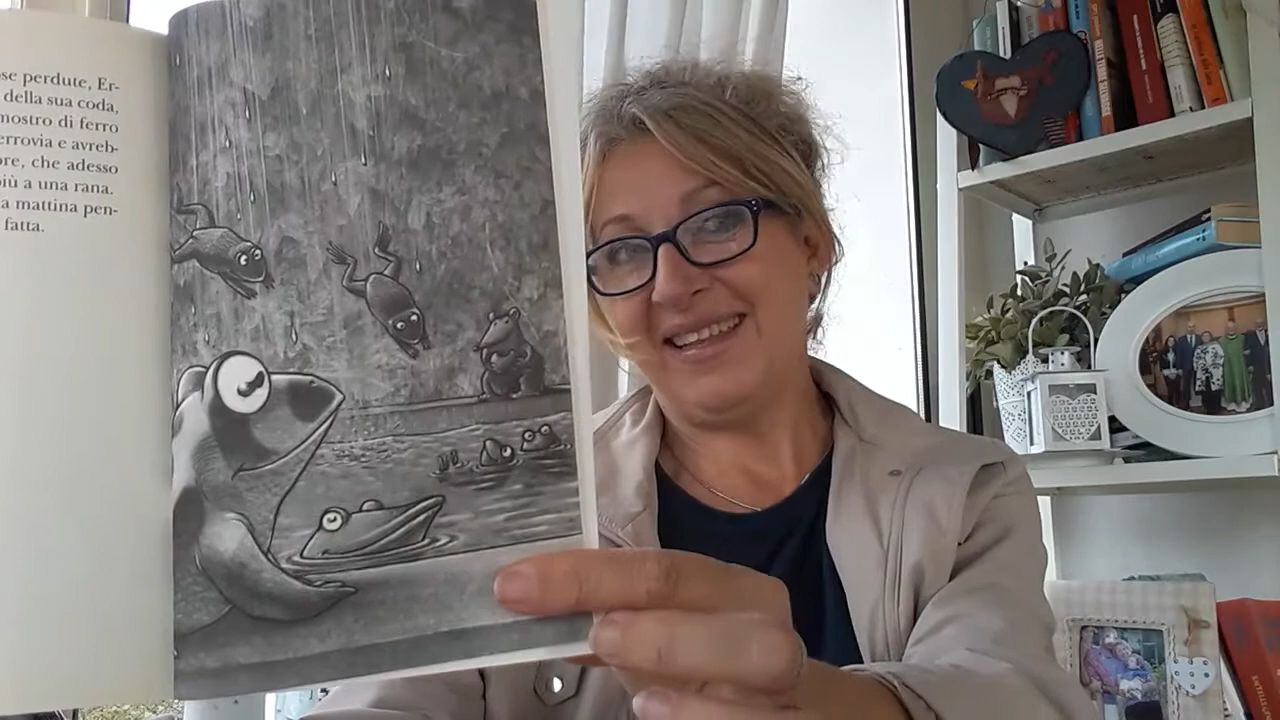 se perdute, Er-
della sua coda,
mostro di ferro
errovia e avreb-
ore, che adesso
più a una rana.
a mattina pen-
fatta.